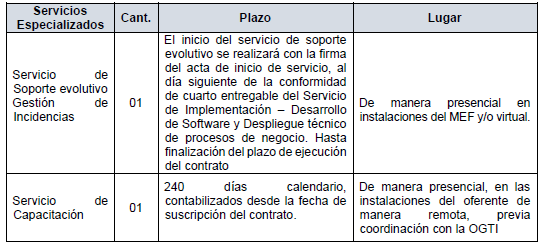 Servicios Especializados
Cant.
Plazo
Lugar
Servicio de
Soporte evolutivo
Gestión de
Incidencias
01
El inicio del servicio de soporte
evolutivo se realizará con la firma
del acta de inicio de servicio, al
día siguiente de la conformidad
de cuarto entregable del Servicio
de Implementación – Desarrollo
de Software y Despliegue técnico
de procesos de negocio. Hasta
finalización del plazo de ejecución
del contrato
De manera presencial en
instalaciones del MEF y/o virtual.
Servicio de
Capacitación
01
240 días calendario,
contabilizados desde la fecha de
suscripción del contrato.
De manera presencial, en las
instalaciones del oferente de
manera remota, previa
coordinación con la OGTI